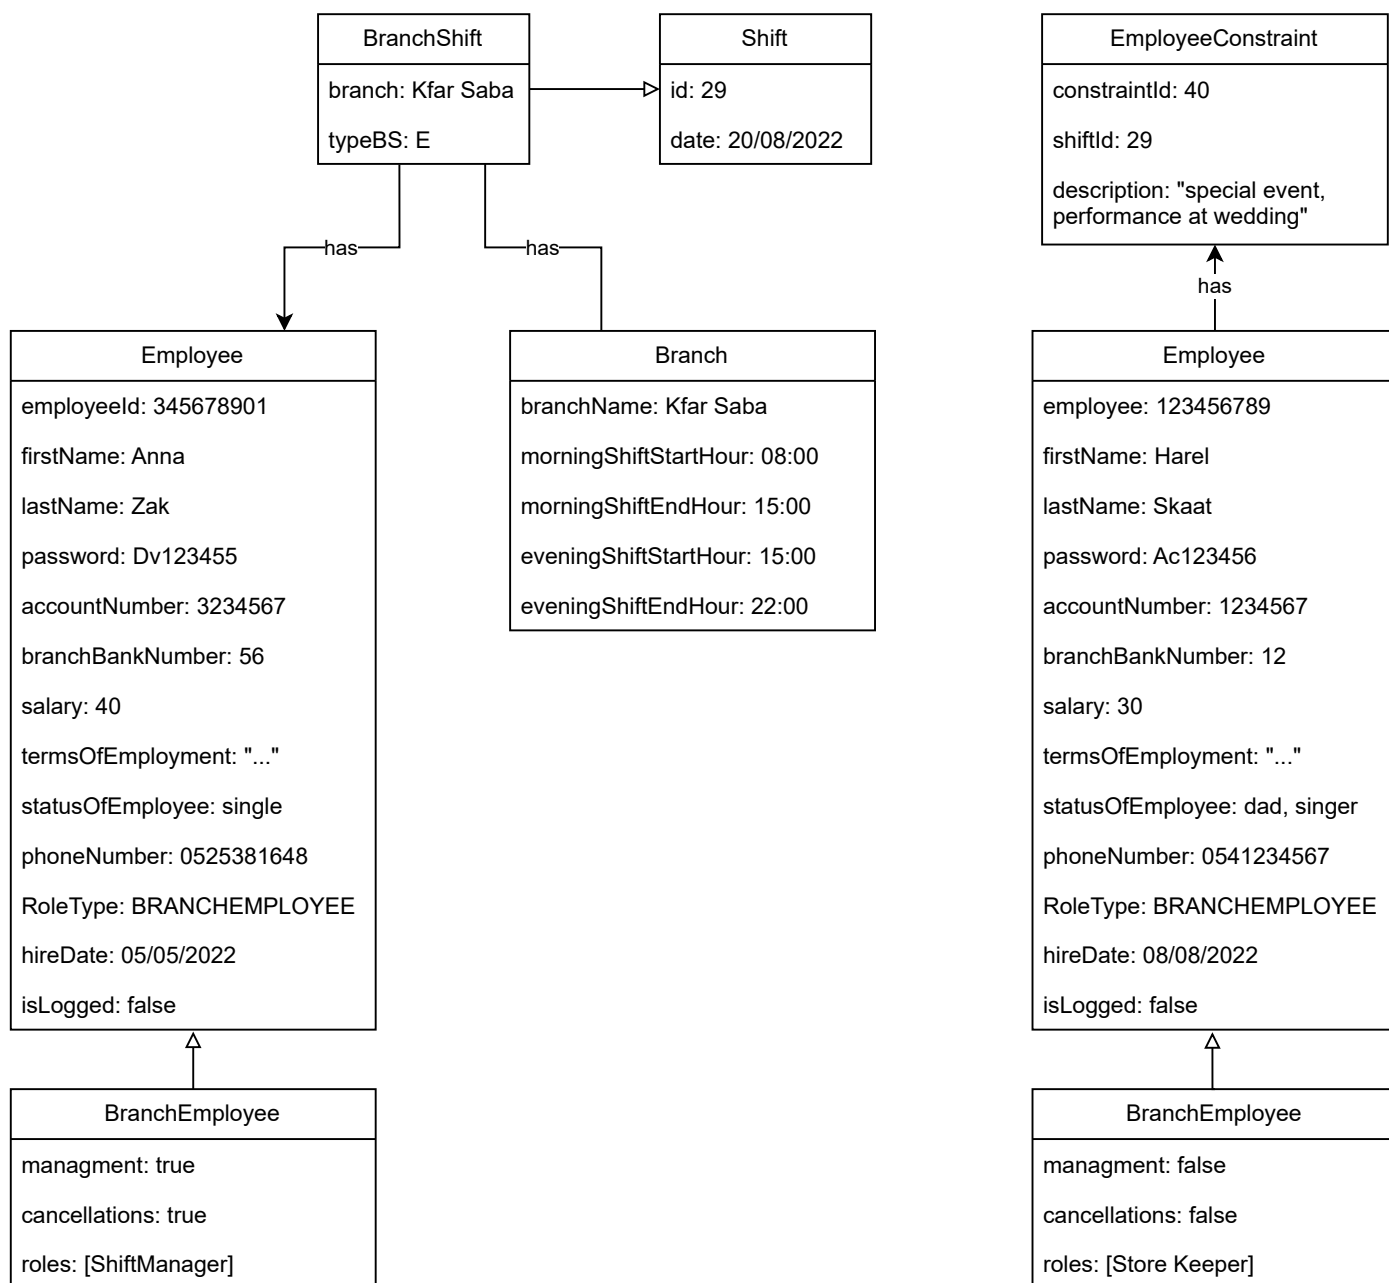 BranchShift
branch: Kfar Saba
typeBS: E
Shift
id: 29
date: 20/08/2022
EmployeeConstraint
constraintId: 40
shiftId: 29
description: "special event,
performance at wedding"
has
has
has
Employee
employeeId: 345678901
firstName: Anna
lastName: Zak
password: Dv123455
accountNumber: 3234567
branchBankNumber: 56
salary: 40
termsOfEmployment: "..."
statusOfEmployee: single
phoneNumber: 0525381648
RoleType: BRANCHEMPLOYEE
hireDate: 05/05/2022
isLogged: false
Branch
branchName: Kfar Saba
morningShiftStartHour: 08:00
morningShiftEndHour: 15:00
eveningShiftStartHour: 15:00
eveningShiftEndHour: 22:00
Employee
employee: 123456789
firstName: Harel
lastName: Skaat
password: Ac123456
accountNumber: 1234567
branchBankNumber: 12
salary: 30
termsOfEmployment: "..."
statusOfEmployee: dad, singer
phoneNumber: 0541234567
RoleType: BRANCHEMPLOYEE
hireDate: 08/08/2022
isLogged: false
BranchEmployee
managment: true
cancellations: true
roles: [ShiftManager]
BranchEmployee
managment: false
cancellations: false
roles: [Store Keeper]